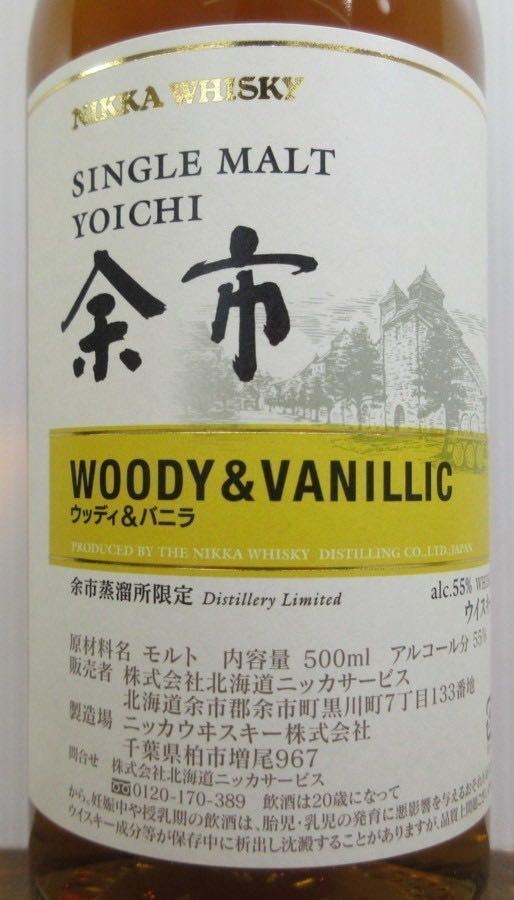 NIKKA WHISKY
SINGLE MALT
YOICHI
余市
WOODY&VANILLIC
ウッディ&バニラ
PRODUCED BY THE NIKKA WHISKY DISTILLING CO.,LTD.,JAPAN
余市蒸溜所限定 Distillery Limited
alc.55%
ウイスキー
原材料名 モルト 内容量 500ml アルコール分 55%
販売者 株式会社北海道ニッカサービス
北海道余市郡余市町黒川町7丁目133番地
製造場 ニッカウヰスキー株式会社
千葉県柏市増尾967
問合せ 株式会社北海道ニッカサービス
0120-170-389 飲酒は20歳になって
から。妊娠中や授乳期の飲酒は、胎児・乳児の発育に悪影響を与えるおそれ
ウイスキー成分等が保存中に析出し沈澱することがありますが、品質上問題